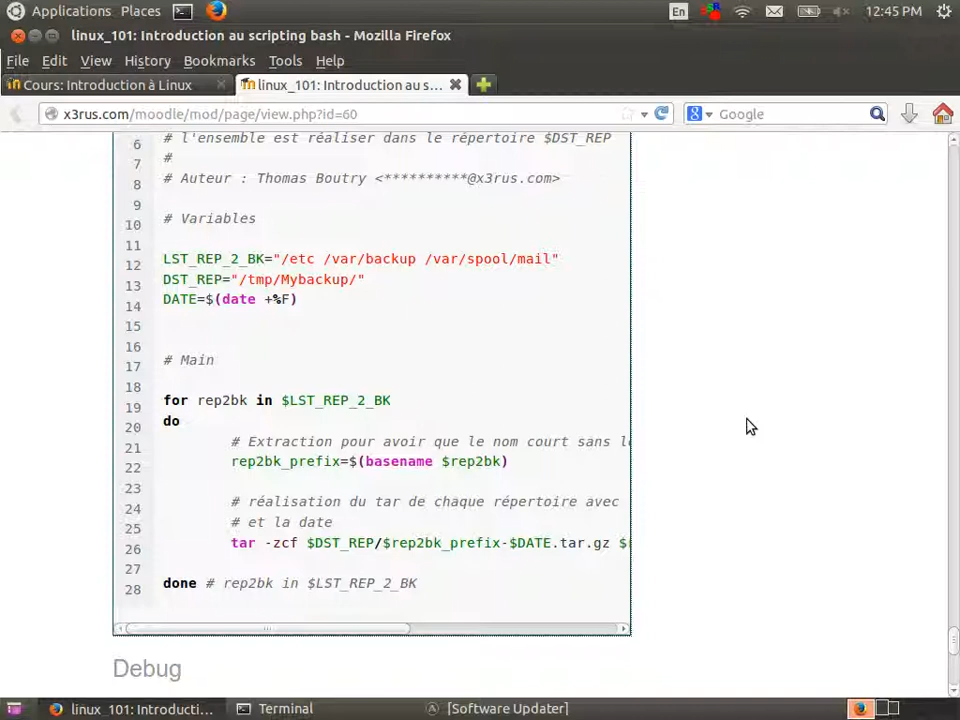 Applications Places En 12:45 PM
linux_101: Introduction au scripting bash - Mozilla Firefox
File Edit View History Bookmarks Tools Help
Cours: Introduction à Linux linux_101: Introduction au s...
x3rus.com/moodle/mod/page/view.php?id=60 Google
6 # l'ensemble est réaliser dans le répertoire $DST_REP
7 #
8 # Auteur : Thomas Boutry <**********@x3rus.com>
9
10 # Variables
11
12 LST_REP_2_BK="/etc /var/backup /var/spool/mail"
13 DST_REP="/tmp/Mybackup/"
14 DATE=$(date +%F)
15
16
17 # Main
18
19 for rep2bk in $LST_REP_2_BK
20 do
21 # Extraction pour avoir que le nom court sans
22 rep2bk_prefix=$(basename $rep2bk)
23
24 # réalisation du tar de chaque répertoire avec
25 # et la date
26 tar -zcf $DST_REP/$rep2bk_prefix-$DATE.tar.gz
27
28 done # rep2bk in $LST_REP_2_BK
Debug
linux_101: Introducti... Terminal [Software Updater]